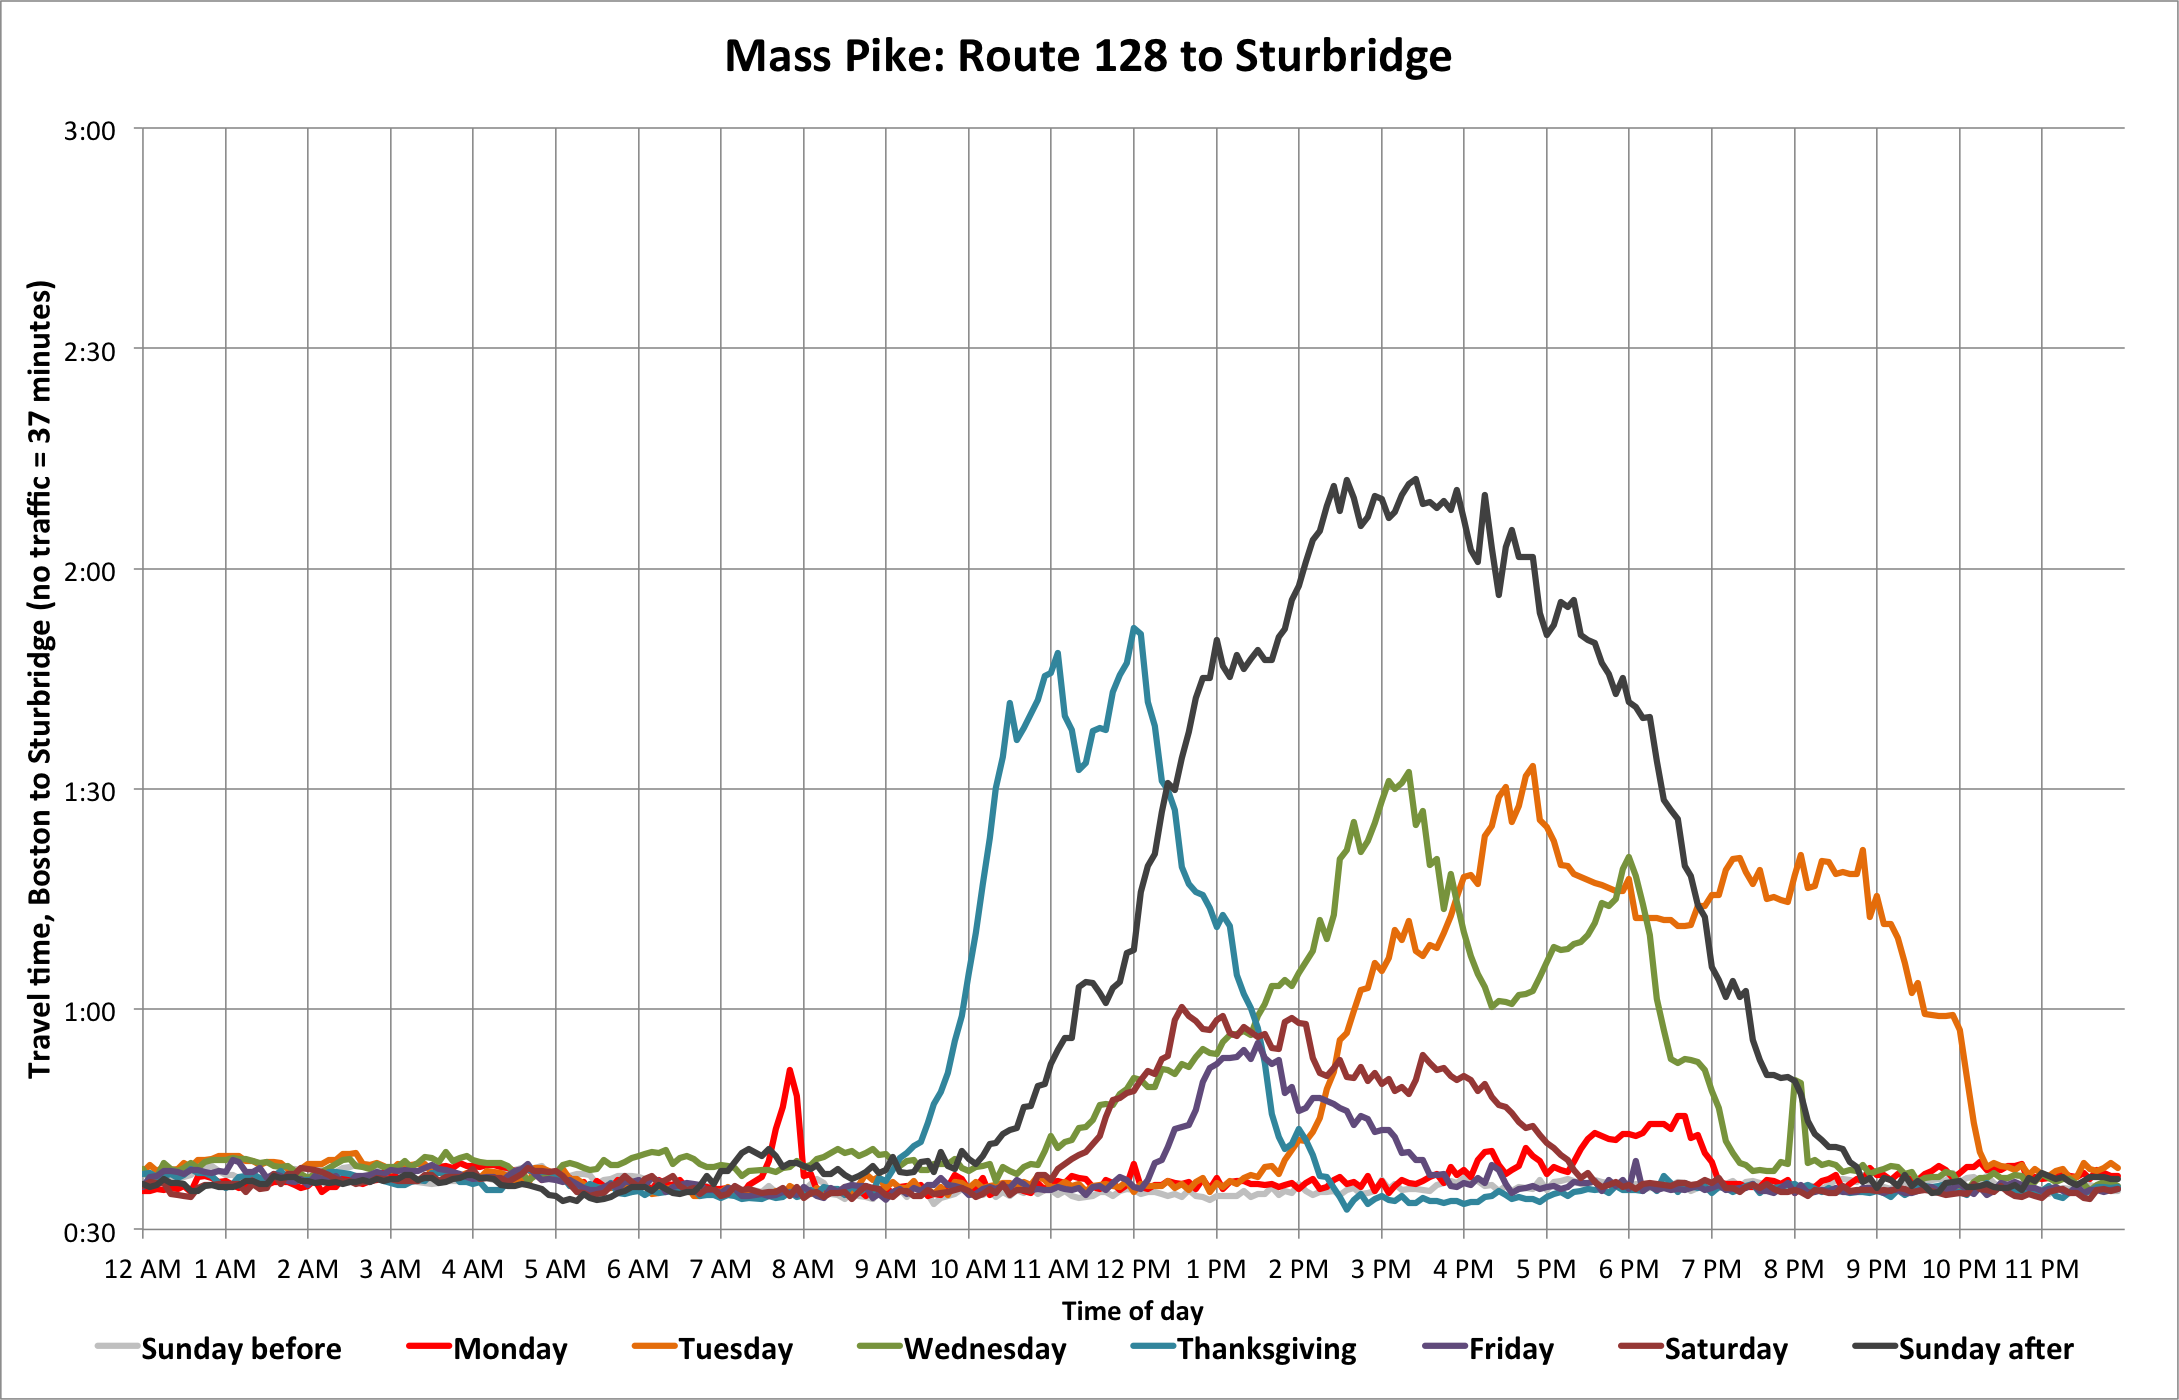 Mass Pike: Route 128 to Sturbridge
Travel time, Boston to Sturbridge (no traffic = 37 minutes)
3:00
2:30
2:00
1:30
1:00
0:30
12 AM 1 AM 2 AM 3 AM 4 AM 5 AM 6 AM 7 AM 8 AM 9 AM 10 AM 11 AM 12 PM 1 PM 2 PM 3 PM 4 PM 5 PM 6 PM 7 PM 8 PM 9 PM 10 PM 11 PM
Time of day
Sunday before Monday Tuesday Wednesday Thanksgiving Friday Saturday Sunday after